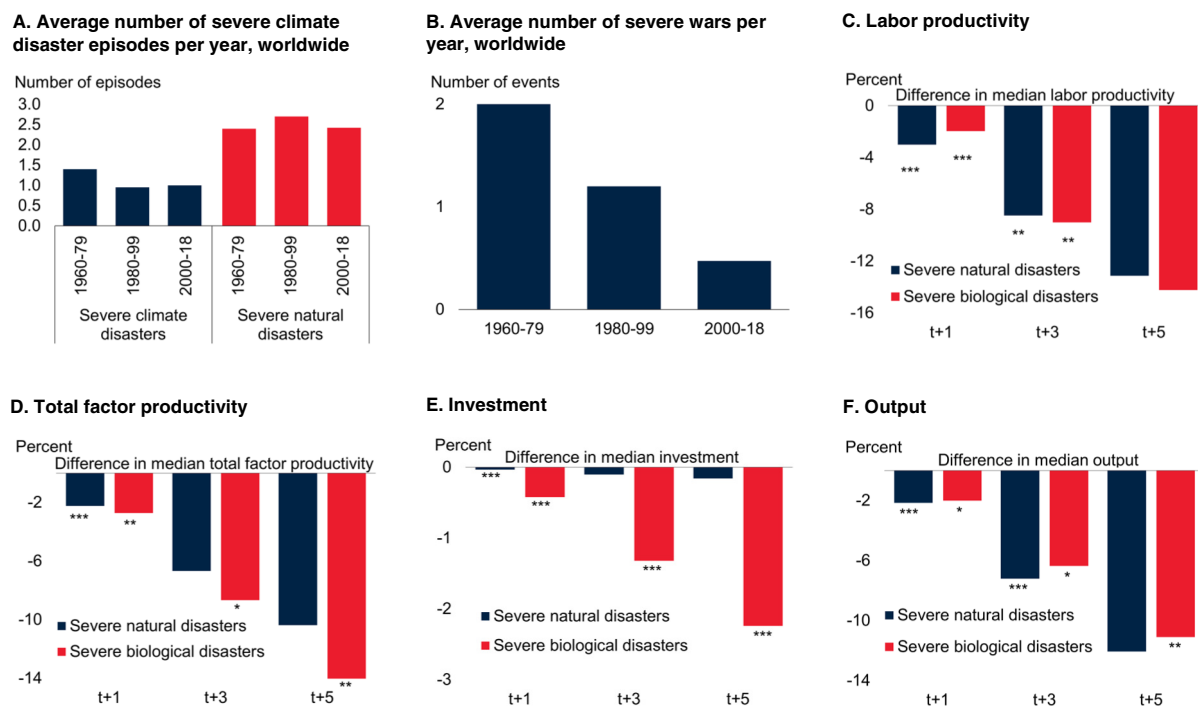 A. Average number of severe climate
disaster episodes per year, worldwide
Number of episodes
3.0
2.5
2.0
1.5
1.0
0.5
0.0
1960-79
1980-99
2000-18
1960-79
1980-99
2000-18
Severe climate
disasters
Severe natural
disasters
B. Average number of severe wars per
year, worldwide
Number of events
2
1
0
1960-79
1980-99
2000-18
C. Labor productivity
Percent
Difference in median labor productivity
0
-4
-8
-12
-16
***
***
**
**
Severe natural disasters
Severe biological disasters
t+1
t+3
t+5
D. Total factor productivity
Percent
Difference in median total factor productivity
-2
-6
-10
-14
***
**
*
**
Severe natural disasters
Severe biological disasters
t+1
t+3
t+5
E. Investment
Percent
Difference in median investment
0
-1
-2
-3
***
***
***
***
Severe natural disasters
Severe biological disasters
t+1
t+3
t+5
F. Output
Percent
Difference in median output
-2
-6
-10
-14
***
*
***
*
**
Severe natural disasters
Severe biological disasters
t+1
t+3
t+5